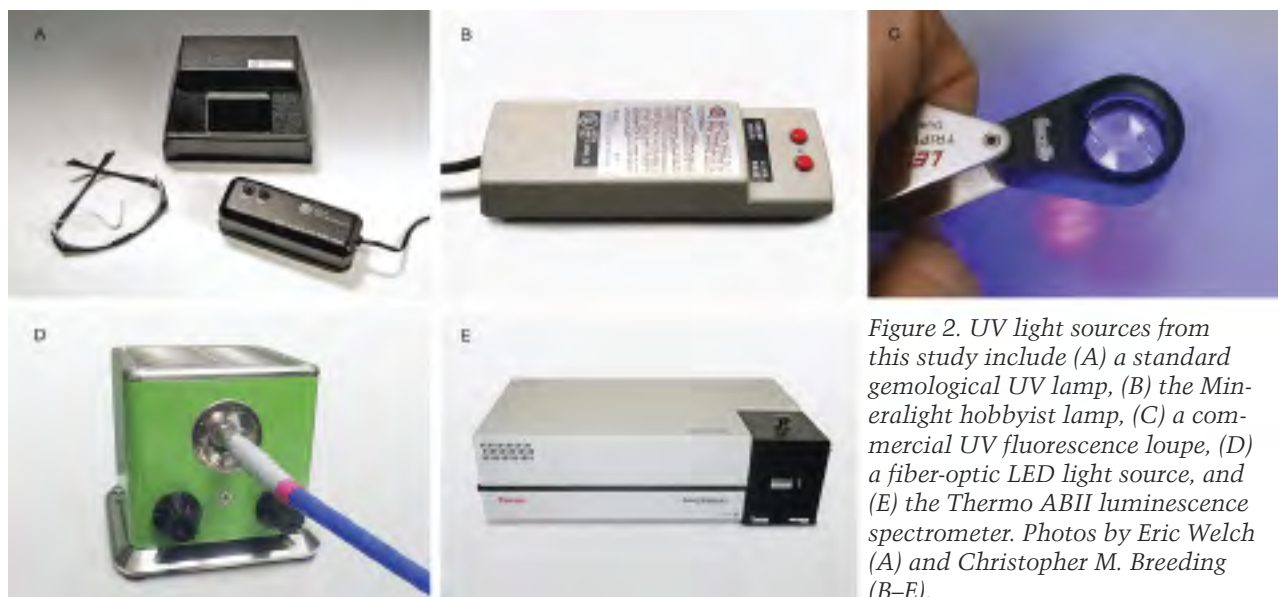 A
B
C
LE
TRIP
D
E
Thermo
Figure 2. UV light sources from
this study include (A) a standard
gemological UV lamp, (B) the Min-
eralight hobbyist lamp, (C) a com-
mercial UV fluorescence loupe, (D)
a fiber-optic LED light source, and
(E) the Thermo ABII luminescence
spectrometer. Photos by Eric Welch
(A) and Christopher M. Breeding
(B–E).